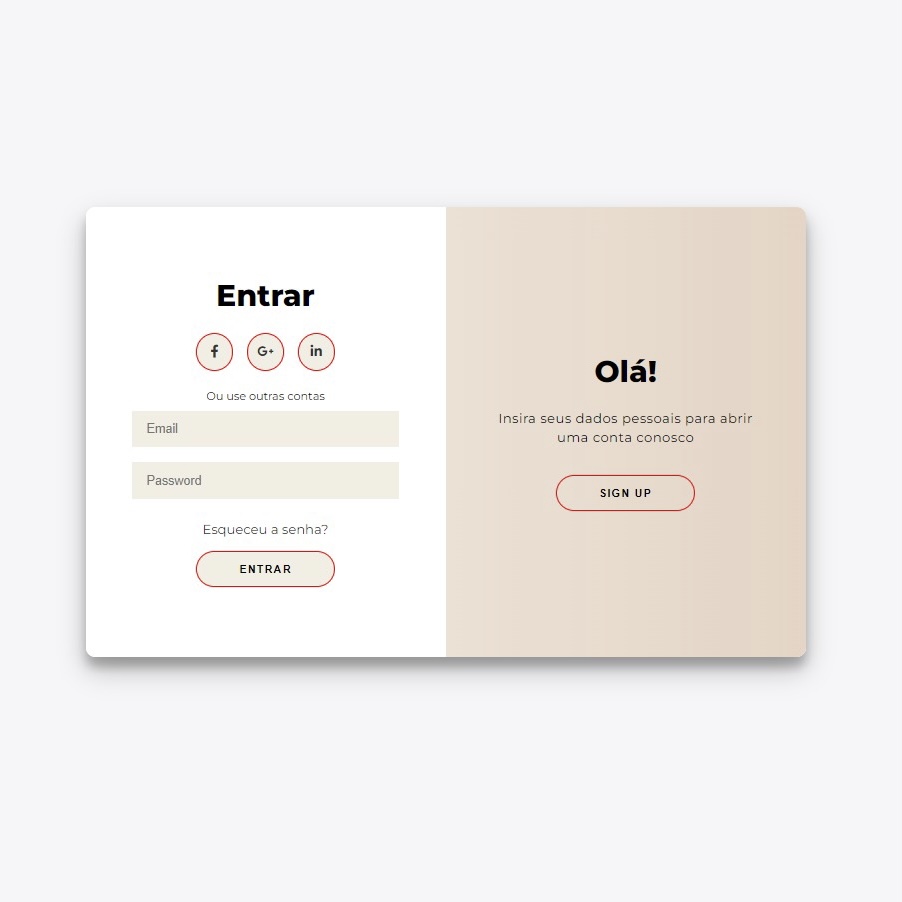 Entrar
f G+ in
Ou use outras contas
Email
Password
Esqueceu a senha?
ENTRAR
Olá!
Insira seus dados pessoais para abrir
uma conta conosco
SIGN UP